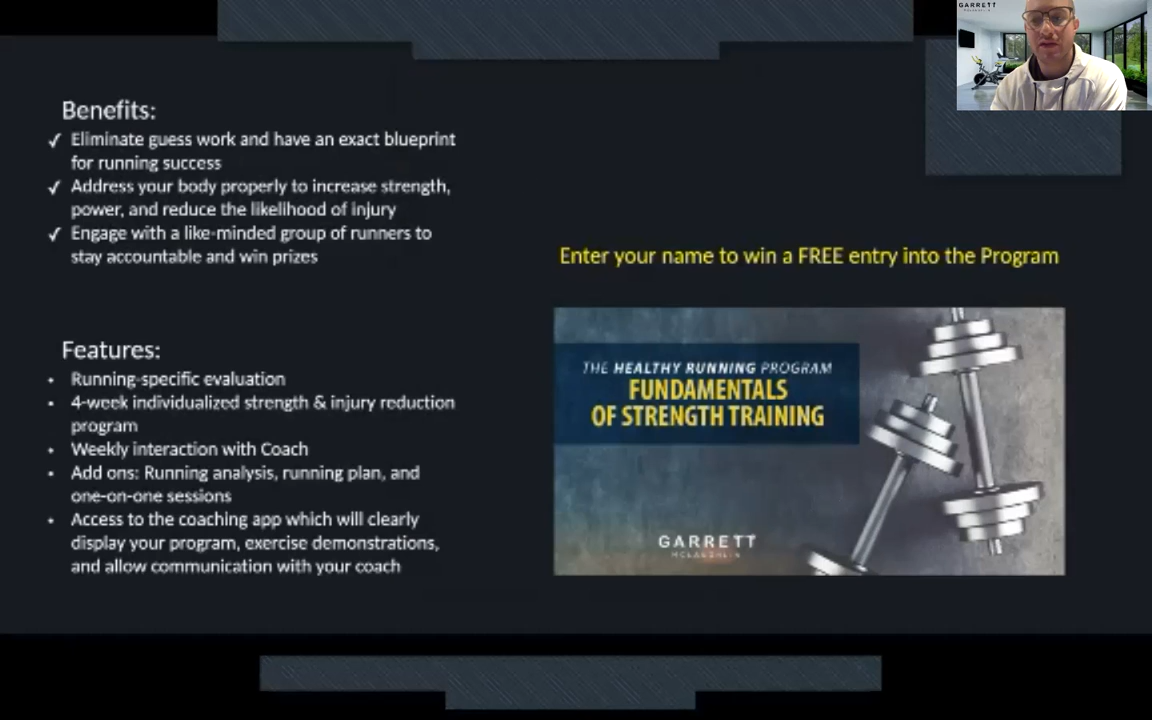 GARRETT
Benefits:
✓ Eliminate guess work and have an exact blueprint
for running success
✓ Address your body properly to increase strength,
power, and reduce the likelihood of injury
✓ Engage with a like-minded group of runners to
stay accountable and win prizes
Features:
• Running-specific evaluation
• 4-week individualized strength & injury reduction
program
• Weekly interaction with Coach
• Add ons: Running analysis, running plan, and
one-on-one sessions
• Access to the coaching app which will clearly
display your program, exercise demonstrations,
and allow communication with your coach
Enter your name to win a FREE entry into the Program
THE HEALTHY RUNNING PROGRAM
FUNDAMENTALS
OF STRENGTH TRAINING
GARRETT
MCLAUGHLIN